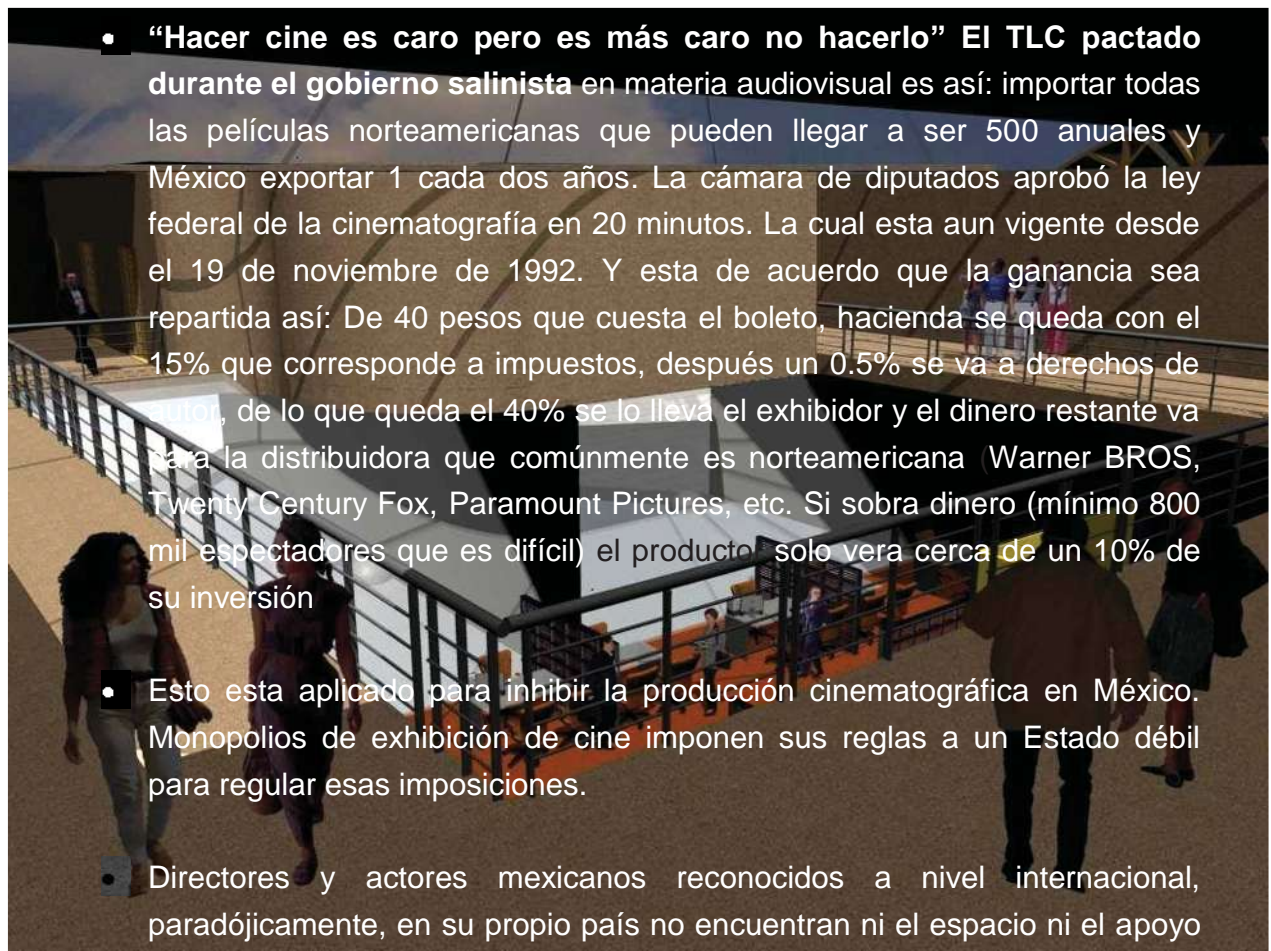 • “Hacer cine es caro pero es más caro no hacerlo” El TLC pactado
durante el gobierno salinista en materia audiovisual es así: importar todas
las películas norteamericanas que pueden llegar a ser 500 anuales y
México exportar 1 cada dos años. La cámara de diputados aprobó la ley
federal de la cinematografía en 20 minutos. La cual esta aun vigente desde
el 19 de noviembre de 1992. Y esta de acuerdo que la ganancia sea
repartida así: De 40 pesos que cuesta el boleto, hacienda se queda con el
15% que corresponde a impuestos, después un 0.5% se va a derechos de
autor, de lo que queda el 40% se lo lleva el exhibidor y el dinero restante va
para la distribuidora que comúnmente es norteamericana (Warner BROS,
Twenty Century Fox, Paramount Pictures, etc. Si sobra dinero (mínimo 800
mil espectadores que es difícil) el productor solo vera cerca de un 10% de
su inversión
• Esto esta aplicado para inhibir la producción cinematográfica en México.
Monopolios de exhibición de cine imponen sus reglas a un Estado débil
para regular esas imposiciones.
• Directores y actores mexicanos reconocidos a nivel internacional,
paradójicamente, en su propio país no encuentran ni el espacio ni el apoyo